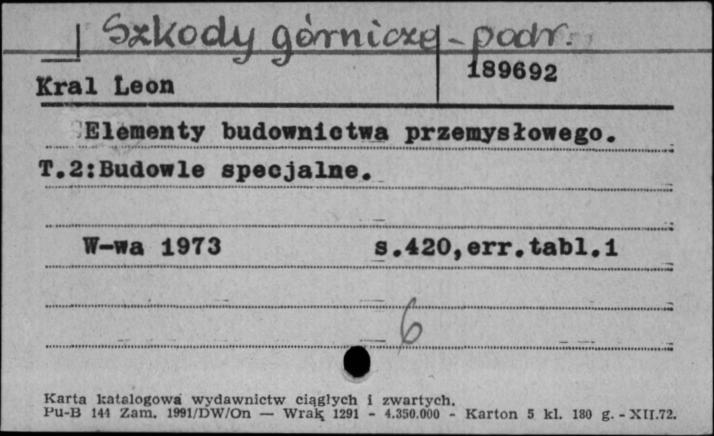 Szkody górnicze - podr.
189692
Kral Leon
Elementy budownictwa przemysłowego.
T.2:Budowle specjalne.
W-wa 1973 s.420,err.tabl.1
6
Karta katalogowa wydawnictw ciągłych i zwartych.
Pu-B 144 Zam. 1991/DW/On — Wrak 1291 - 4.350.000 - Karton 5 kl. 180 g. - XII.72.